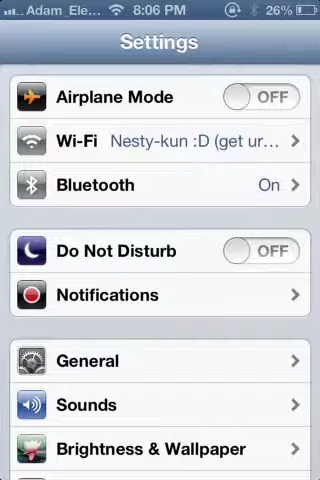 Adam_Ele... 8:06 PM 26%
Settings
Airplane Mode OFF
Wi-Fi Nesty-kun :D (get ur...
Bluetooth On
Do Not Disturb OFF
Notifications
General
Sounds
Brightness & Wallpaper